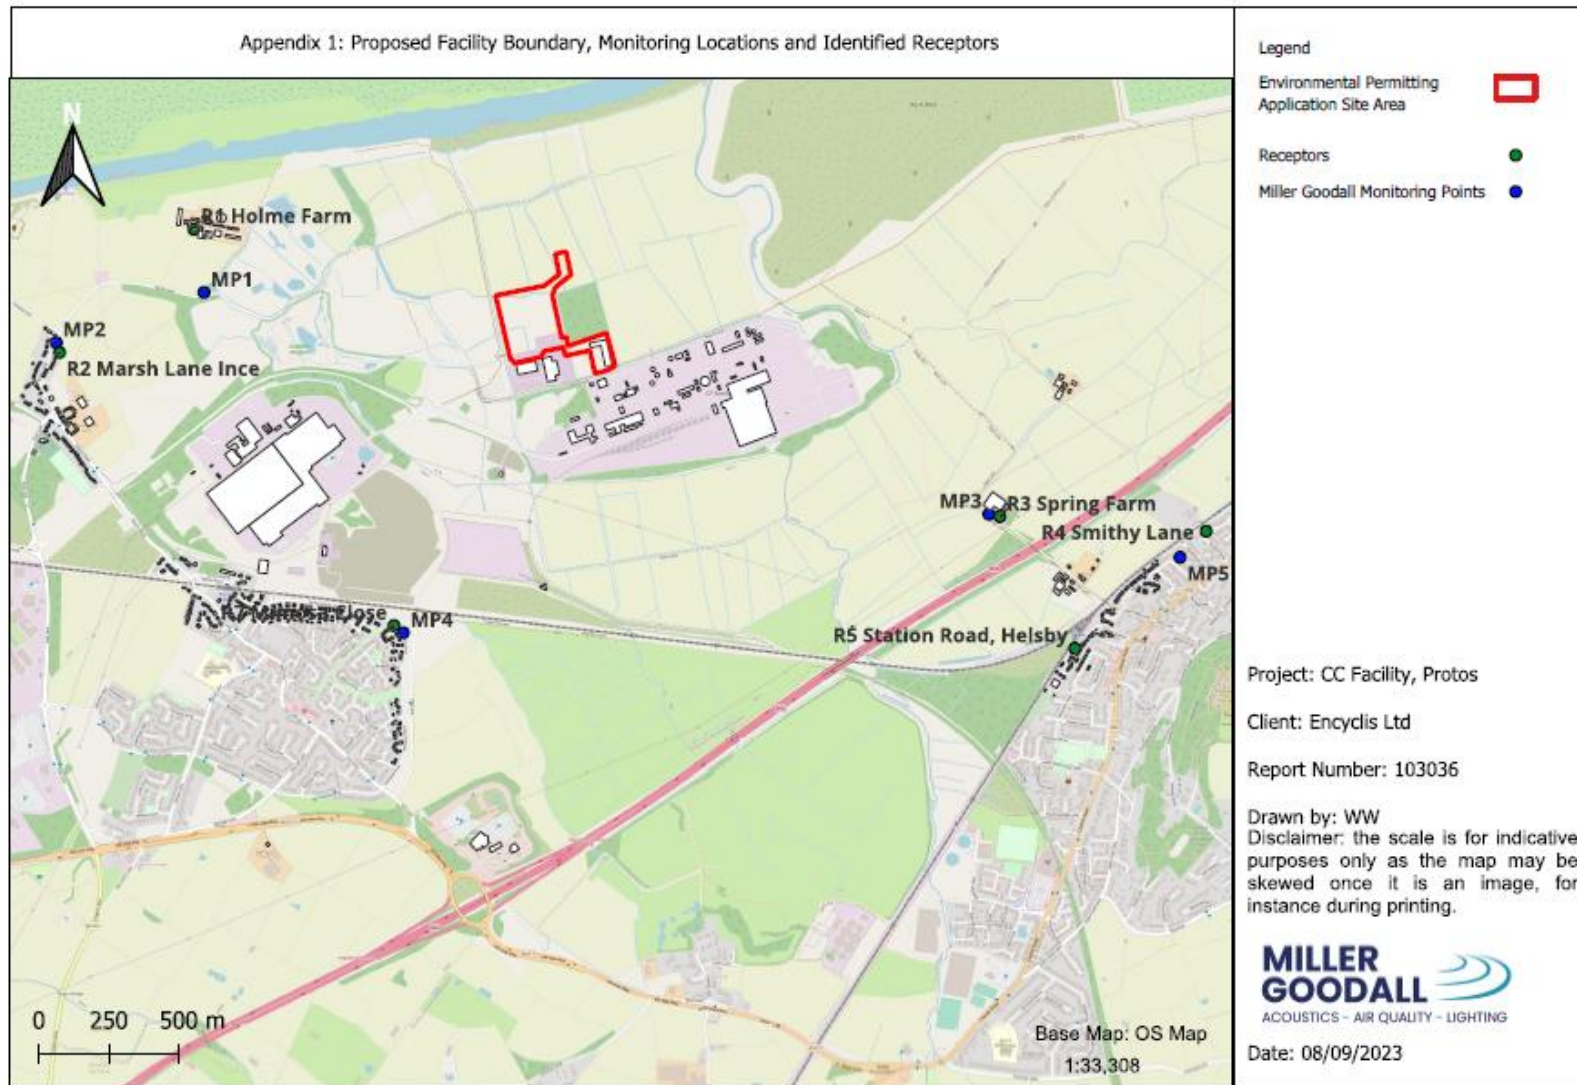 Appendix 1: Proposed Facility Boundary, Monitoring Locations and Identified Receptors
N
R1 Holme Farm
MP1
MP2
R2 Marsh Lane Ince
MP3
R3 Spring Farm
R4 Smithy Lane
MP5
Close
MP4
R5 Station Road, Helsby
0 250 500 m
Base Map: OS Map
1:33,308
Legend
Environmental Permitting
Application Site Area
Receptors
Miller Goodall Monitoring Points
Project: CC Facility, Protos
Client: Encyclis Ltd
Report Number: 103036
Drawn by: WW
Disclaimer: the scale is for indicative
purposes only as the map may be
skewed once it is an image, for
instance during printing.
MILLER
GOODALL
ACOUSTICS - AIR QUALITY - LIGHTING
Date: 08/09/2023